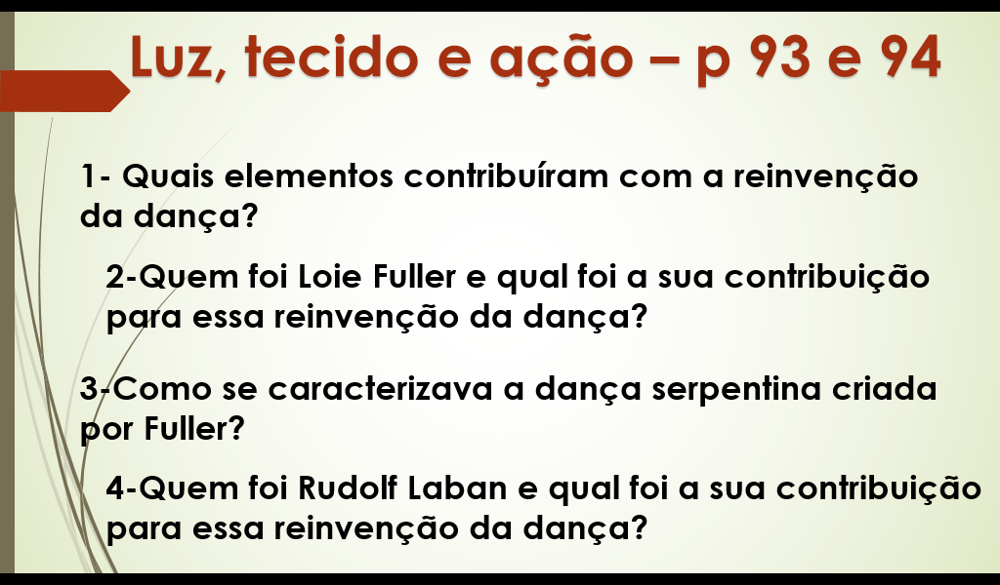 Luz, tecido e ação – p 93 e 94
1- Quais elementos contribuíram com a reinvenção
da dança?
2-Quem foi Loie Fuller e qual foi a sua contribuição
para essa reinvenção da dança?
3-Como se caracterizava a dança serpentina criada
por Fuller?
4-Quem foi Rudolf Laban e qual foi a sua contribuição
para essa reinvenção da dança?